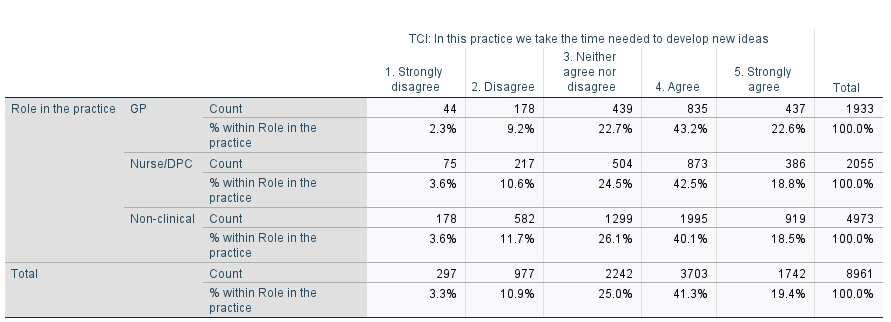 TCI: In this practice we take the time needed to develop new ideas
1. Strongly disagree 2. Disagree 3. Neither agree nor disagree 4. Agree 5. Strongly agree Total
Role in the practice GP Count 44 178 439 835 437 1933
% within Role in the practice 2.3% 9.2% 22.7% 43.2% 22.6% 100.0%
Nurse/DPC Count 75 217 504 873 386 2055
% within Role in the practice 3.6% 10.6% 24.5% 42.5% 18.8% 100.0%
Non-clinical Count 178 582 1299 1995 919 4973
% within Role in the practice 3.6% 11.7% 26.1% 40.1% 18.5% 100.0%
Total Count 297 977 2242 3703 1742 8961
% within Role in the practice 3.3% 10.9% 25.0% 41.3% 19.4% 100.0%